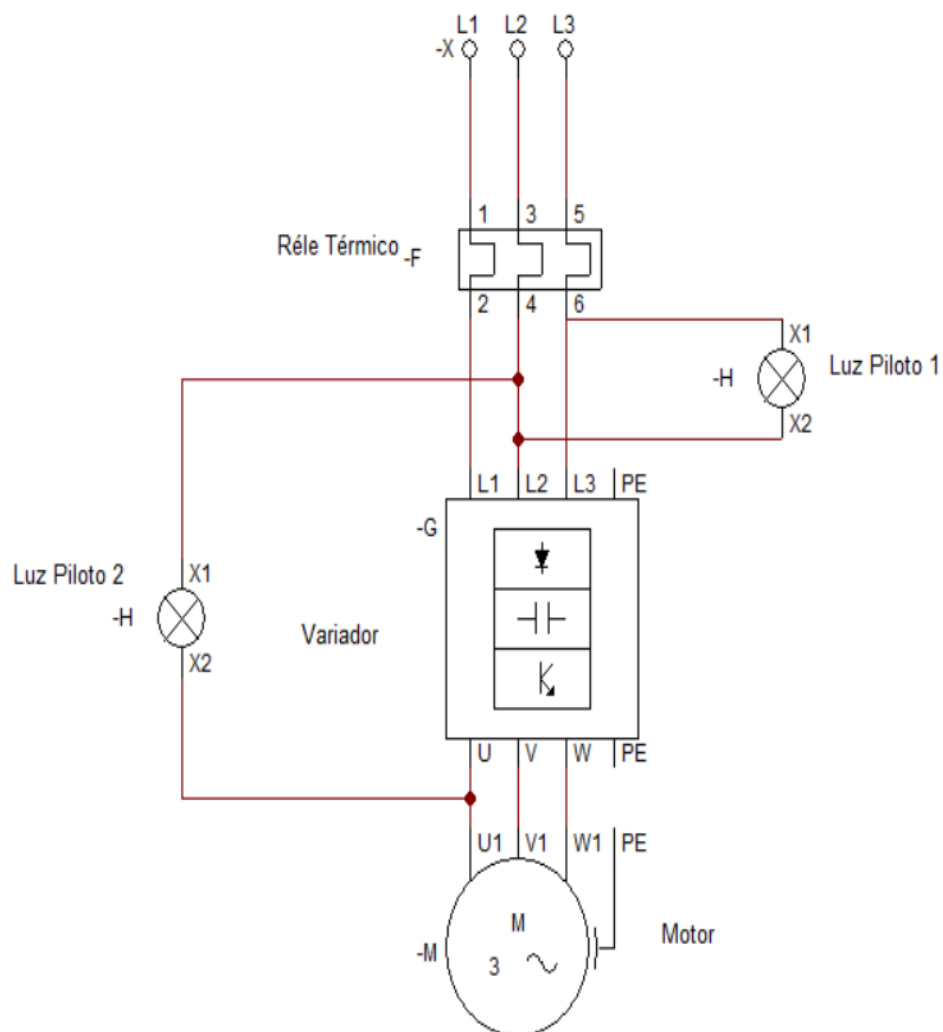 L1 L2 L3
-X
1 3 5
Réle Térmico -F
2 4 6
X1
-H Luz Piloto 1
X2
L1 L2 L3 PE
-G
Luz Piloto 2 X1
-H
Variador
X2
U V W PE
U1 V1 W1 PE
M
-M 3
Motor